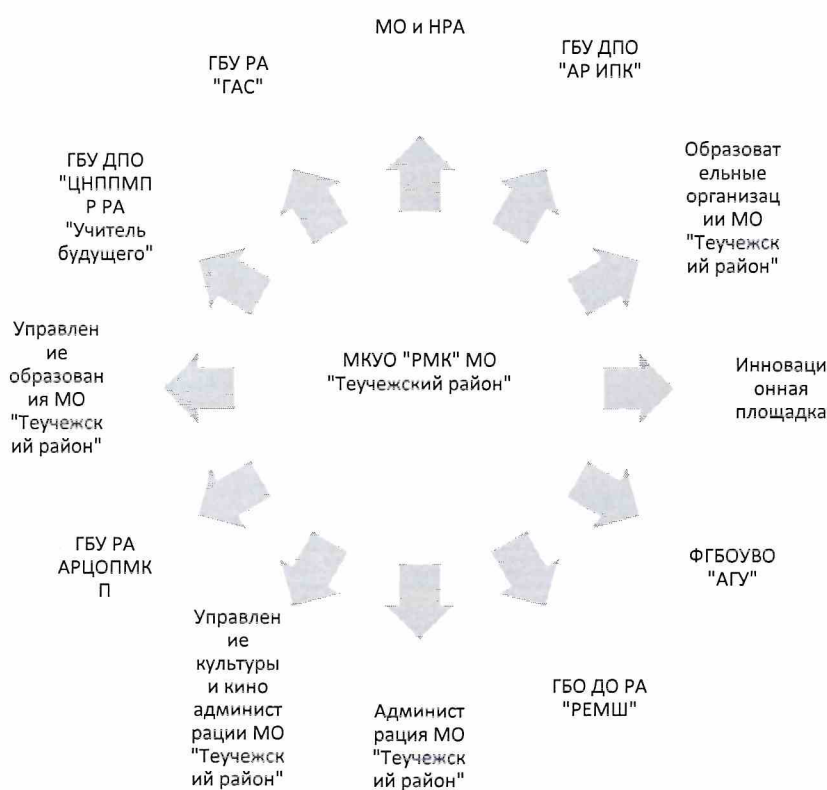 МО и НРА
ГБУ ДПО
"АР ИПК"
Образоват
ельные
организац
ии МО
"Теучежск
ий район"
Инноваци
онная
площадка
ФГБОУВО
"АГУ"
ГБО ДО РА
"РЕМШ"
Админист
рация МО
"Теучежск
ий район"
Управлен
ие
культуры
и кино
админист
рации МО
"Теучежск
ий район"
ГБУ РА
АРЦОПМК
П
Управлен
ие
образован
ия МО
"Теучежск
ий район"
ГБУ ДПО
"ЦНППМП
Р РА
"Учитель
будущего"
ГБУ РА
"ГАС"
МКУО "РМК" МО
"Теучежский район"